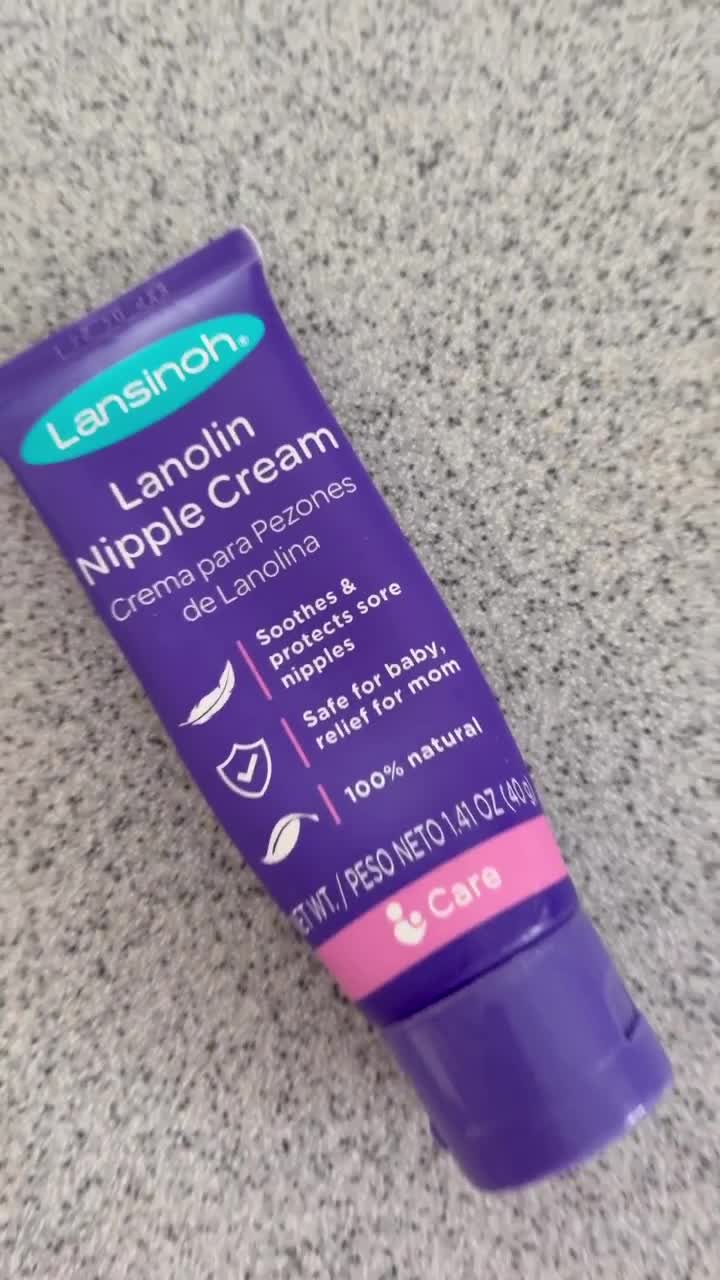 Lansinoh®
Lanolin
Nipple Cream
Crema para Pezones
de Lanolina
Soothes &
protects sore
nipples
Safe for baby,
relief for mom
100% natural
WT. / PESO NETO 1.41 OZ (40g)
Care